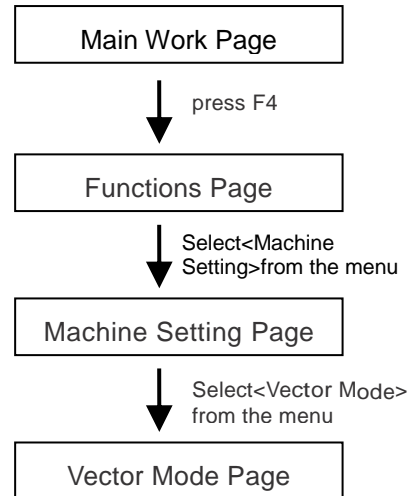 Main Work Page
press F4
Functions Page
Select<Machine
Setting>from the menu
Machine Setting Page
Select<Vector Mode>
from the menu
Vector Mode Page